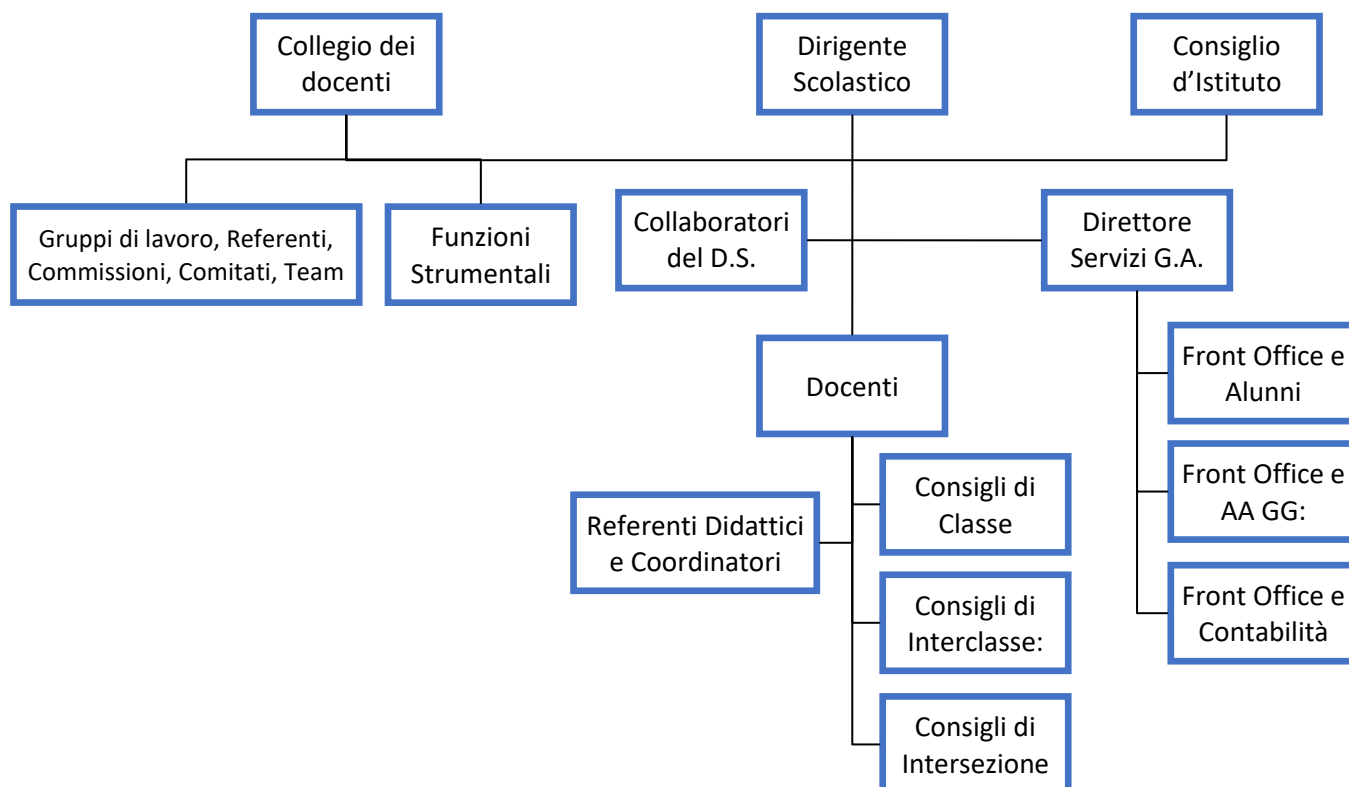 Collegio dei
docenti
Dirigente
Scolastico
Consiglio
d’Istituto
Gruppi di lavoro, Referenti,
Commissioni, Comitati, Team
Funzioni
Strumentali
Collaboratori
del D.S.
Direttore
Servizi G.A.
Docenti
Front Office e
Alunni
Referenti Didattici
e Coordinatori
Consigli di
Classe
Front Office e
AA GG:
Consigli di
Interclasse:
Front Office e
Contabilità
Consigli di
Intersezione